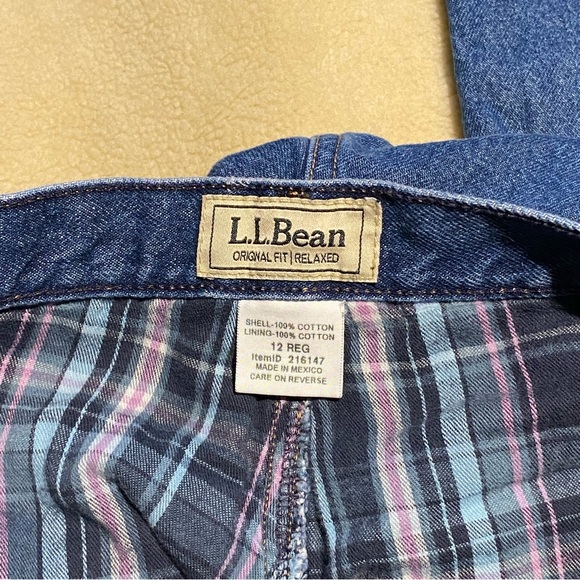 L.L.Bean
ORIGINAL FIT | RELAXED
SHELL-100% COTTON
LINING-100% COTTON
12 REG
ItemID 216147
MADE IN MEXICO
CARE ON REVERSE